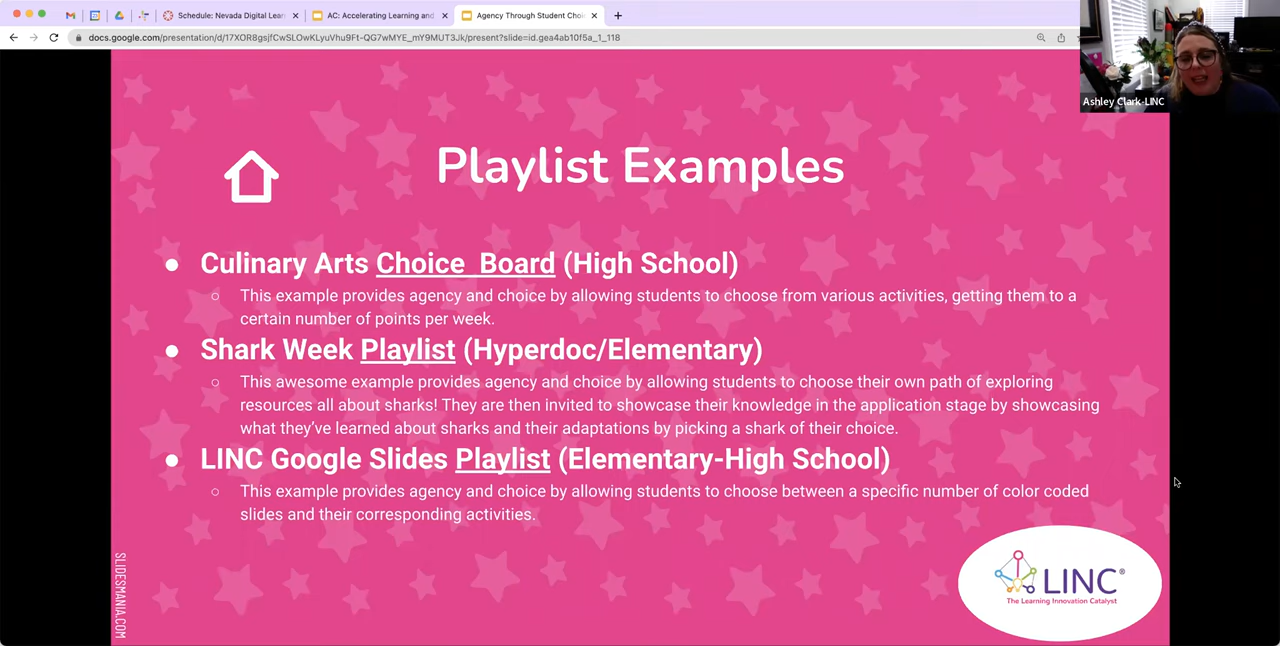 Schedule: Nevada Digital Lear
AC: Accelerating Learning and
Agency Through Student Choi
docs.google.com/presentation/d/17XOR8gsjfCwSLOwKLyuVhu9Ft-QG7wMYE_mY9MUT3Jk/present?slide=id.gea4ab10f5a_1_118
Ashley Clark-LINC
Playlist Examples
● Culinary Arts Choice Board (High School)
○ This example provides agency and choice by allowing students to choose from various activities, getting them to a
certain number of points per week.
● Shark Week Playlist (Hyperdoc/Elementary)
○ This awesome example provides agency and choice by allowing students to choose their own path of exploring
resources all about sharks! They are then invited to showcase their knowledge in the application stage by showcasing
what they've learned about sharks and their adaptations by picking a shark of their choice.
● LINC Google Slides Playlist (Elementary-High School)
○ This example provides agency and choice by allowing students to choose between a specific number of color coded
slides and their corresponding activities.
SLIDESMANIA.COM
LINC®
The Learning Innovation Catalyst